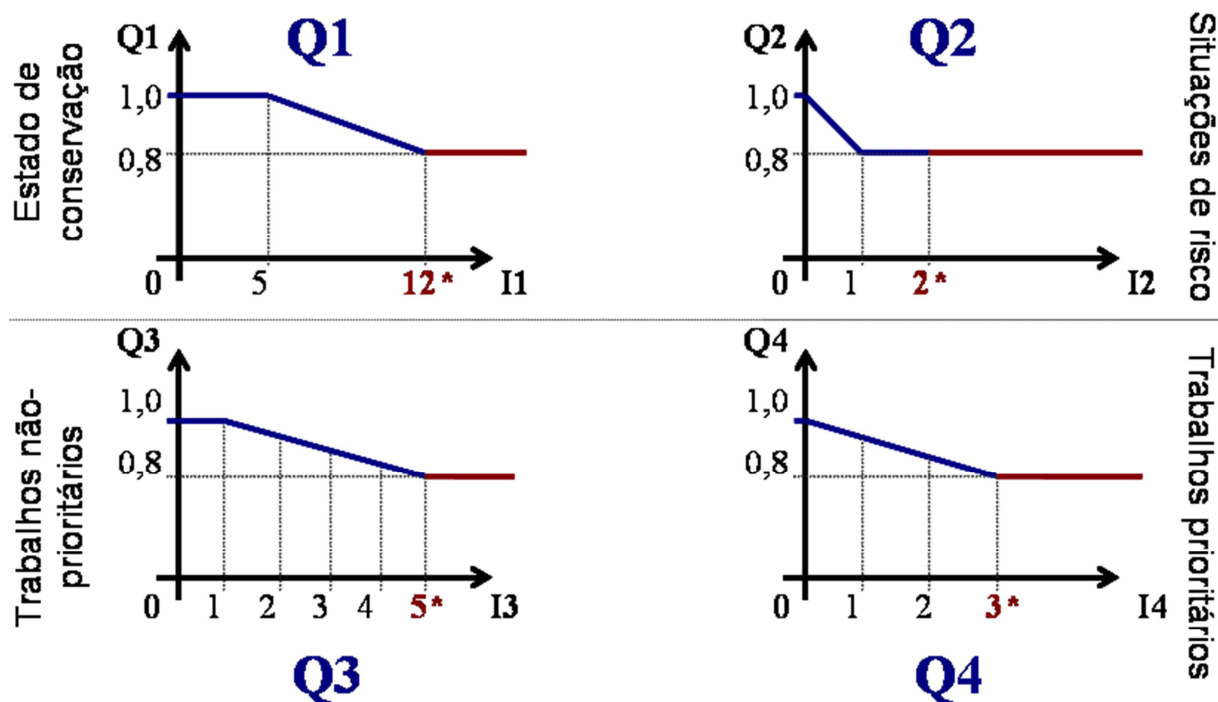 Estado de
conservação
Q1
Q1
1,0
0,8
0
5
12*
I1
Q2
Q2
1,0
0,8
0
1
2*
I2
Situações de risco
Trabalhos não-
prioritários
Q3
1,0
0,8
0
1
2
3
4
5*
I3
Q3
Q4
1,0
0,8
0
1
2
3*
I4
Q4
Trabalhos prioritários